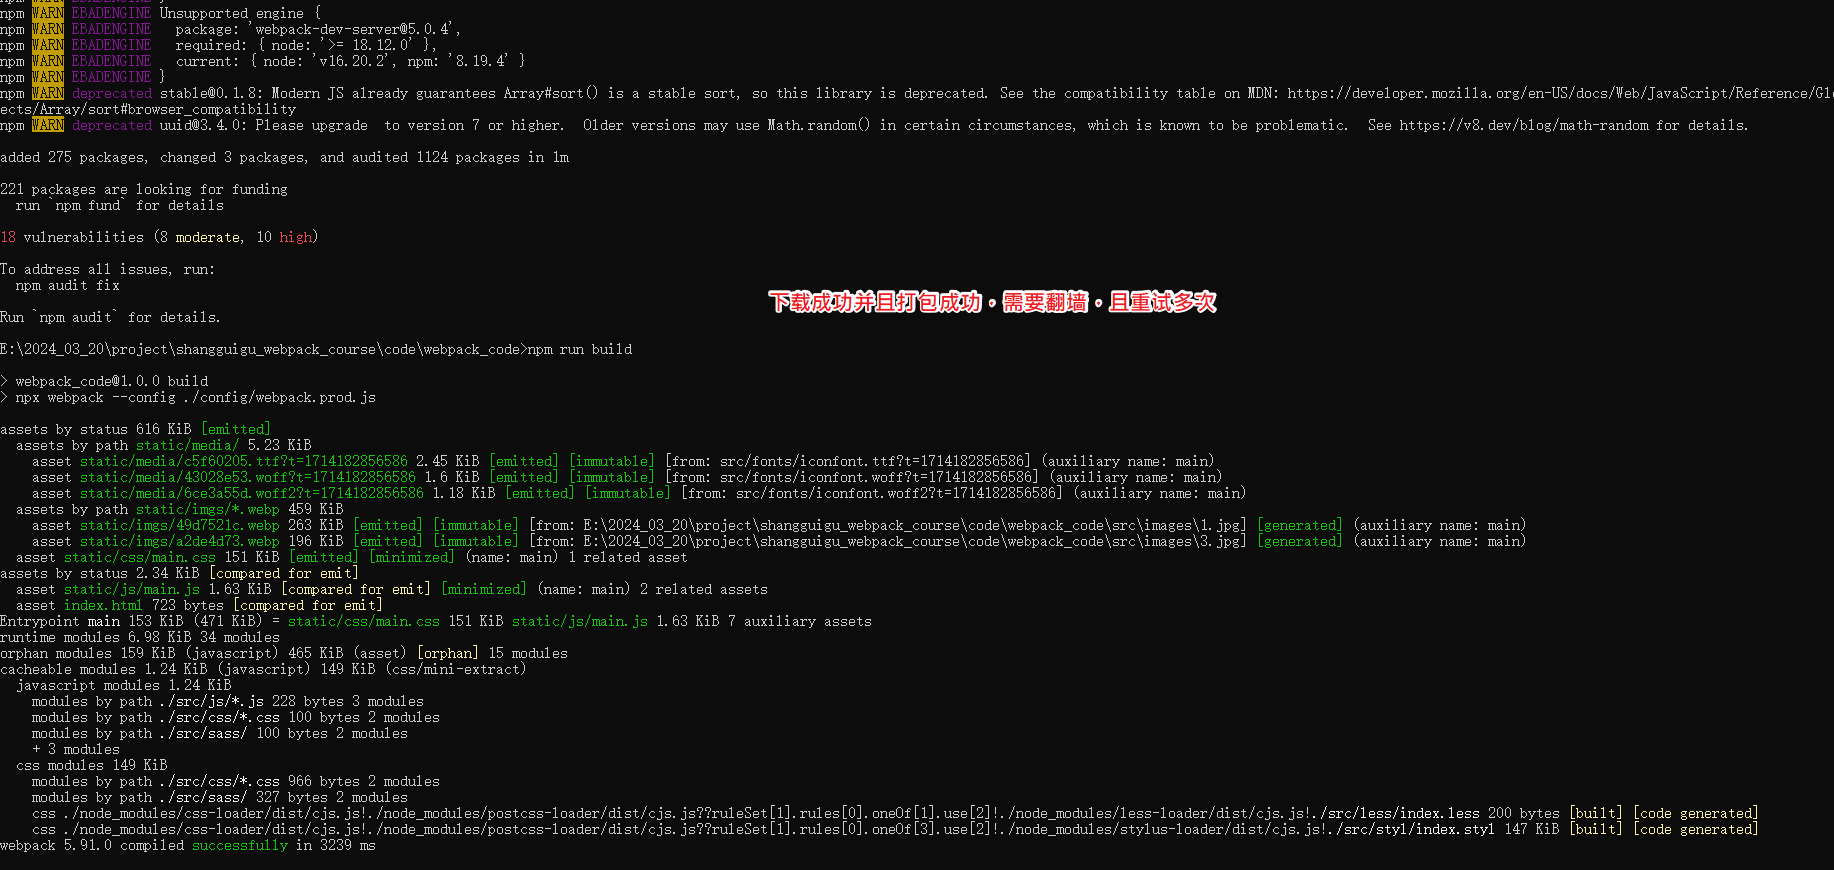 npm WARN EBADENGINE Unsupported engine {
npm WARN EBADENGINE   package: 'webpack-dev-server@5.0.4',
npm WARN EBADENGINE   required: { node: '>= 18.12.0' },
npm WARN EBADENGINE   current: { node: 'v16.20.2', npm: '8.19.4' }
npm WARN EBADENGINE }
npm WARN deprecated stable@0.1.8: Modern JS already guarantees Array#sort() is a stable sort, so this library is deprecated. See the compatibility table on MDN: https://developer.mozilla.org/en-US/docs/Web/JavaScript/Reference/Gl
ects/Array/sort#browser_compatibility
npm WARN deprecated uuid@3.4.0: Please upgrade  to version 7 or higher.  Older versions may use Math.random() in certain circumstances, which is known to be problematic.  See https://v8.dev/blog/math-random for details.
added 275 packages, changed 3 packages, and audited 1124 packages in 1m
221 packages are looking for funding
  run `npm fund` for details
18 vulnerabilities (8 moderate, 10 high)
To address all issues, run:
  npm audit fix
下载成功并且打包成功，需要翻墙，且重试多次
Run `npm audit` for details.
E:\2024_03_20\project\shangguigu_webpack_course\code\webpack_code>npm run build
> webpack_code@1.0.0 build
> npx webpack --config ./config/webpack.prod.js
assets by status 616 KiB [emitted]
  assets by path static/media/ 5.23 KiB
    asset static/media/c5f60205.ttf?t=1714182856586 2.45 KiB [emitted] [immutable] [from: src/fonts/iconfont.ttf?t=1714182856586] (auxiliary name: main)
    asset static/media/43028e53.woff?t=1714182856586 1.6 KiB [emitted] [immutable] [from: src/fonts/iconfont.woff?t=1714182856586] (auxiliary name: main)
    asset static/media/6ce3a55d.woff2?t=1714182856586 1.18 KiB [emitted] [immutable] [from: src/fonts/iconfont.woff2?t=1714182856586] (auxiliary name: main)
  assets by path static/imgs/*.webp 459 KiB
    asset static/imgs/49d7521c.webp 263 KiB [emitted] [immutable] [from: E:\2024_03_20\project\shangguigu_webpack_course\code\webpack_code\src\images\1.jpg] [generated] (auxiliary name: main)
    asset static/imgs/a2de4d73.webp 196 KiB [emitted] [immutable] [from: E:\2024_03_20\project\shangguigu_webpack_course\code\webpack_code\src\images\3.jpg] [generated] (auxiliary name: main)
  asset static/css/main.css 151 KiB [emitted] [minimized] (name: main) 1 related asset
assets by status 2.34 KiB [compared for emit]
  asset static/js/main.js 1.63 KiB [compared for emit] [minimized] (name: main) 2 related assets
  asset index.html 723 bytes [compared for emit]
Entrypoint main 153 KiB (471 KiB) = static/css/main.css 151 KiB static/js/main.js 1.63 KiB 7 auxiliary assets
runtime modules 6.98 KiB 34 modules
orphan modules 159 KiB (javascript) 465 KiB (asset) [orphan] 15 modules
cacheable modules 1.24 KiB (javascript) 149 KiB (css/mini-extract)
  javascript modules 1.24 KiB
    modules by path ./src/js/*.js 228 bytes 3 modules
    modules by path ./src/css/*.css 100 bytes 2 modules
    modules by path ./src/sass/ 100 bytes 2 modules
    + 3 modules
  css modules 149 KiB
    modules by path ./src/css/*.css 966 bytes 2 modules
    modules by path ./src/sass/ 327 bytes 2 modules
    css ./node_modules/css-loader/dist/cjs.js!./node_modules/postcss-loader/dist/cjs.js??ruleSet[1].rules[0].oneOf[1].use[2]!./node_modules/less-loader/dist/cjs.js!./src/less/index.less 200 bytes [built] [code generated]
    css ./node_modules/css-loader/dist/cjs.js!./node_modules/postcss-loader/dist/cjs.js??ruleSet[1].rules[0].oneOf[3].use[2]!./node_modules/stylus-loader/dist/cjs.js!./src/styl/index.styl 147 KiB [built] [code generated]
webpack 5.91.0 compiled successfully in 3239 ms